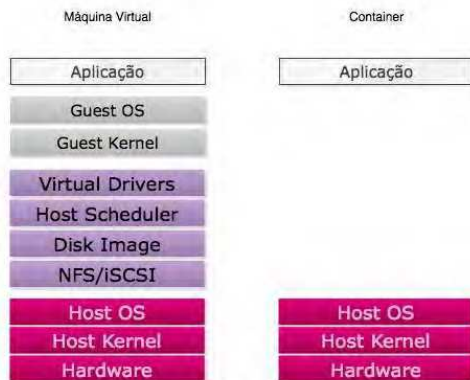 Máquina Virtual
Container
Aplicação
Aplicação
Guest OS
Guest Kernel
Virtual Drivers
Host Scheduler
Disk Image
NFS/iSCSI
Host OS
Host OS
Host Kernel
Host Kernel
Hardware
Hardware